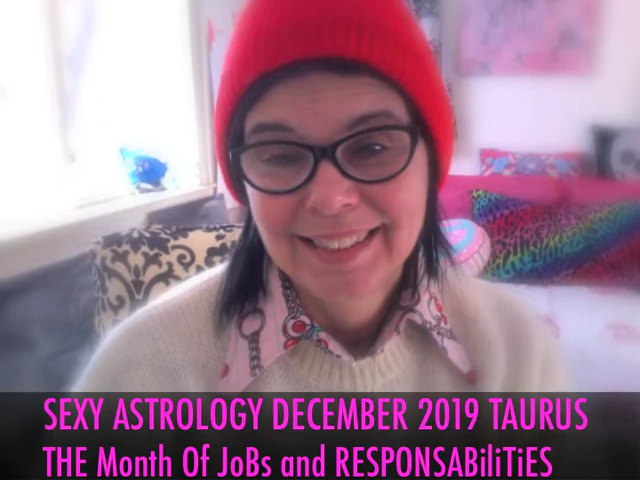 SEXY ASTROLOGY DECEMBER 2019 TAURUS
THE Month Of JoBs and RESPONSABiliTiES